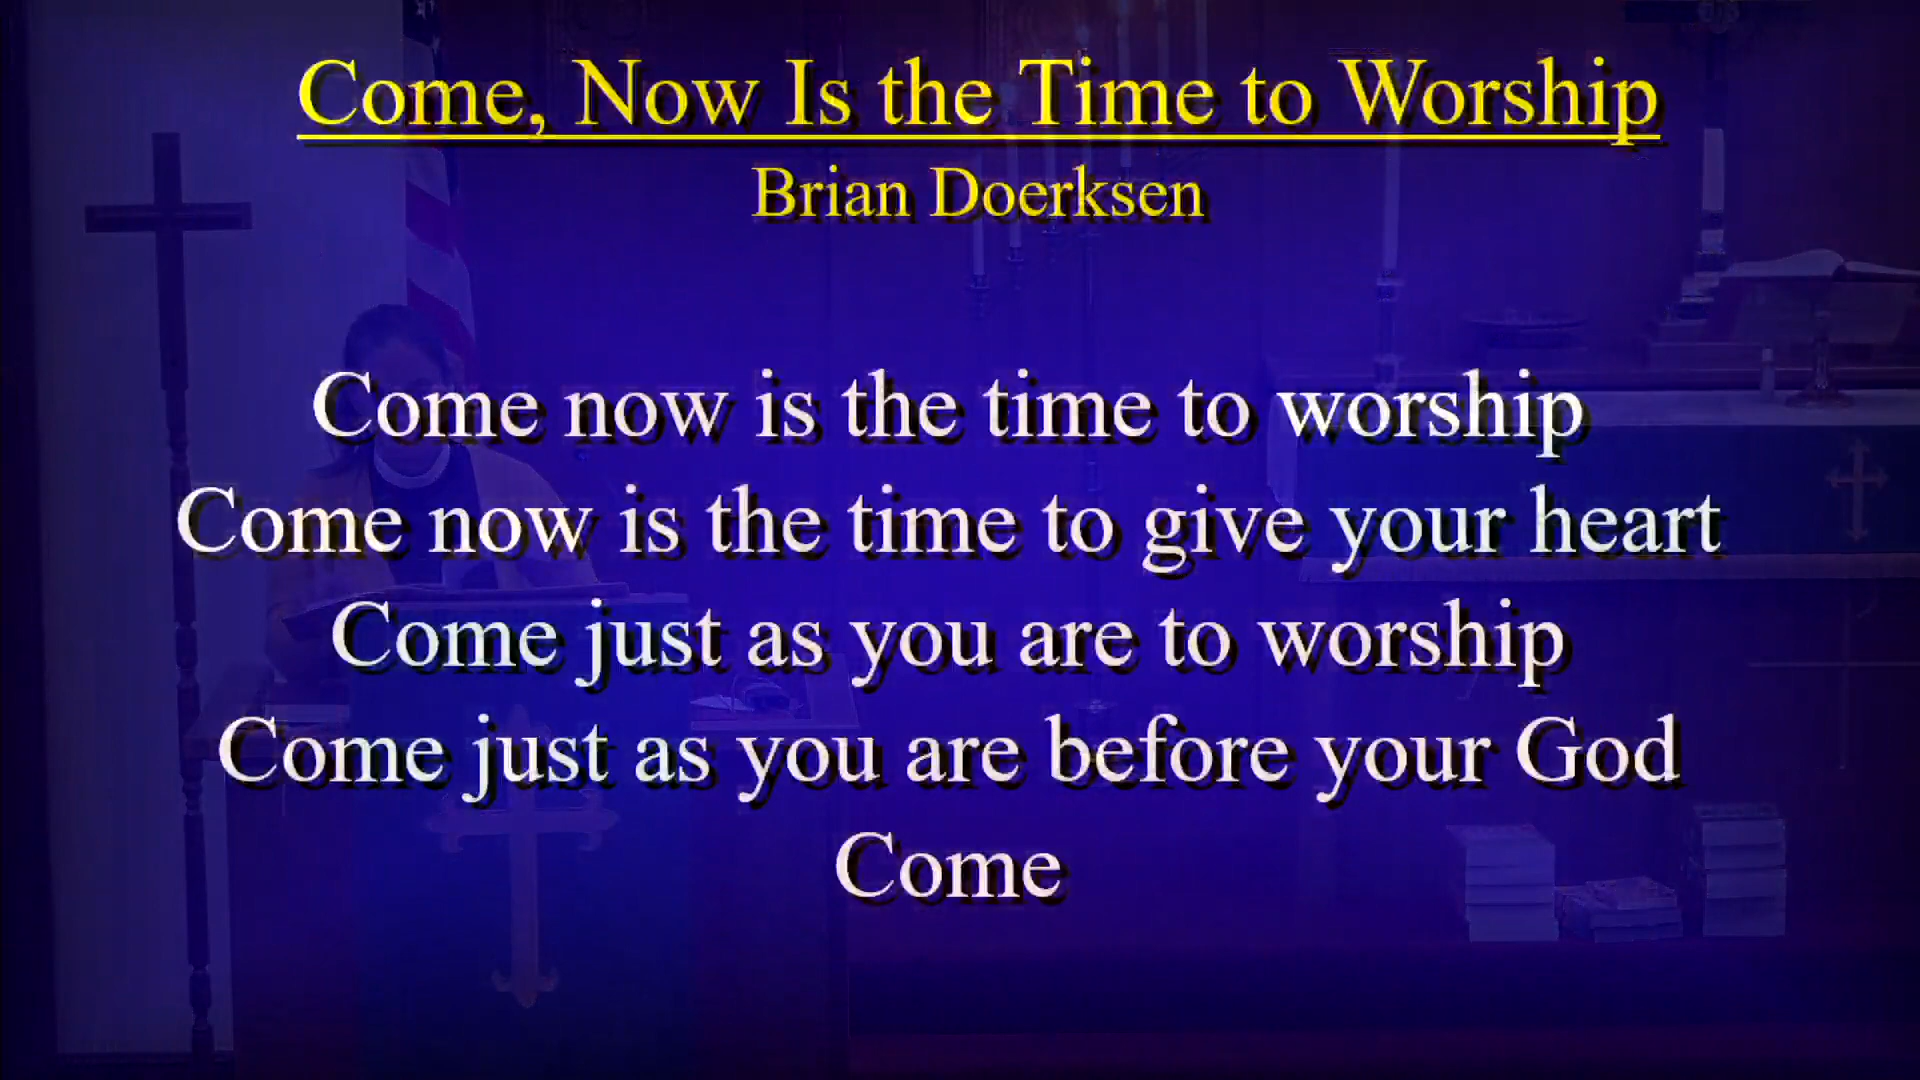 Come, Now Is the Time to Worship
Brian Doerksen
Come now is the time to worship
Come now is the time to give your heart
Come just as you are to worship
Come just as you are before your God
Come